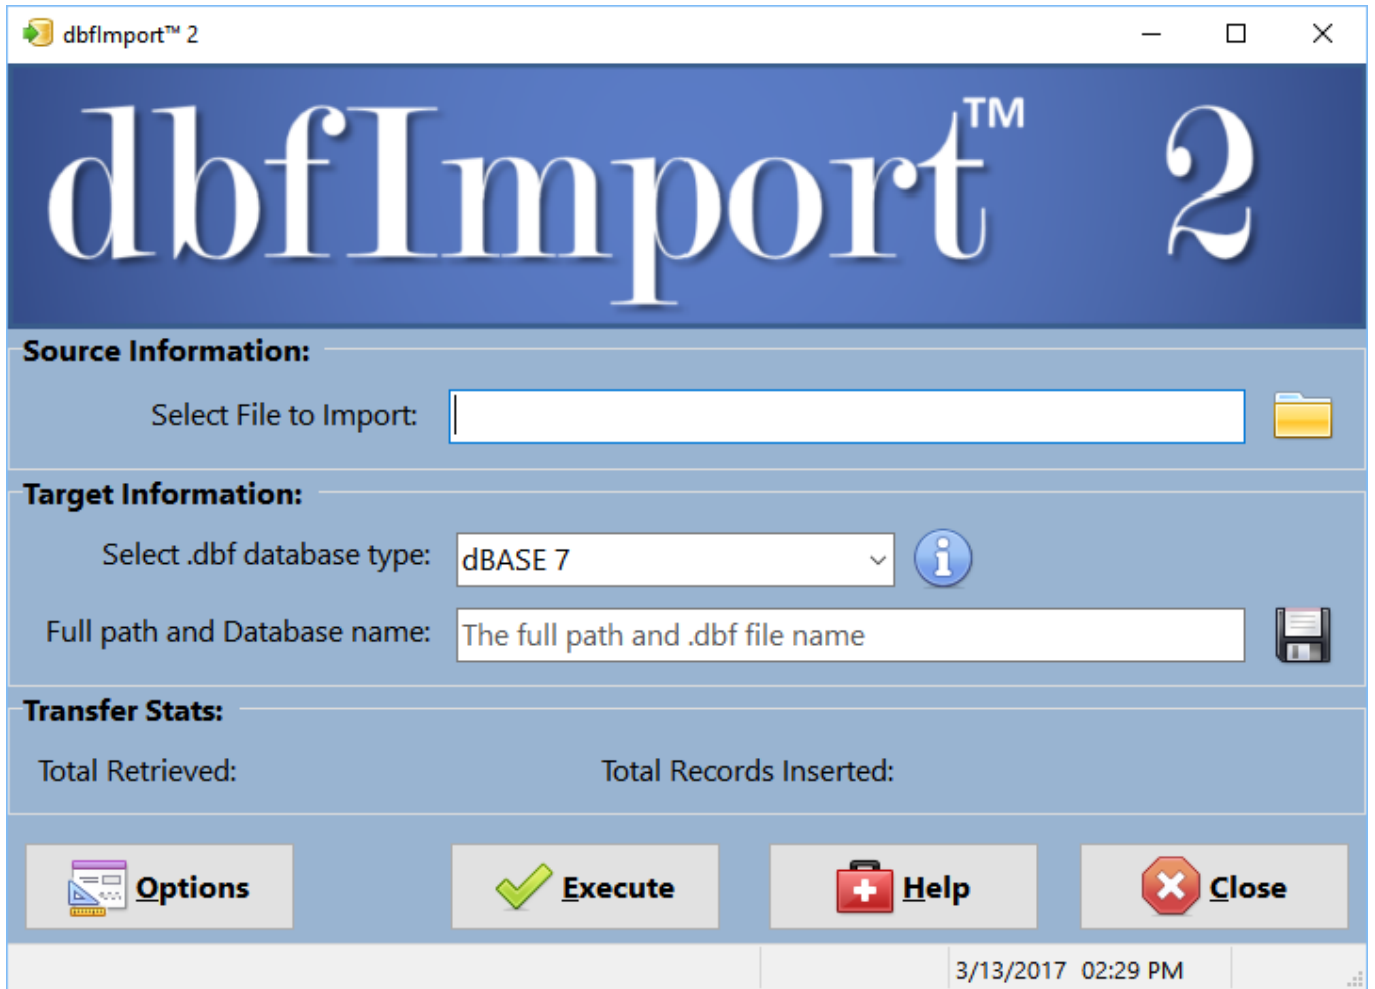 dbfImport™ 2
dbfImport™ 2
Source Information:
Select File to Import:
Target Information:
Select .dbf database type: dBASE 7
Full path and Database name: The full path and .dbf file name
Transfer Stats:
Total Retrieved: Total Records Inserted:
Options Execute Help Close
3/13/2017 02:29 PM